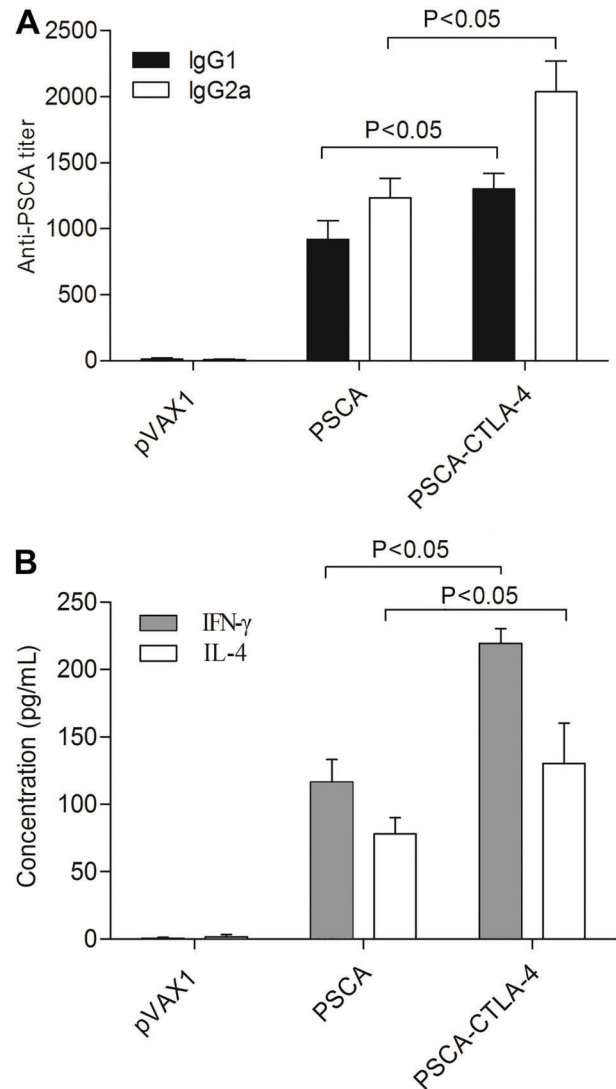 A
P<0.05
2500
IgG1
IgG2a
2000
P<0.05
1500
1000
500
0
Anti-PSCA titer
pVAX1
PSCA
PSCA-CTLA-4
P<0.05
B
P<0.05
250
IFN-γ
IL-4
200
150
100
50
0
Concentration (pg/mL)
pVAX1
PSCA
PSCA-CTLA-4